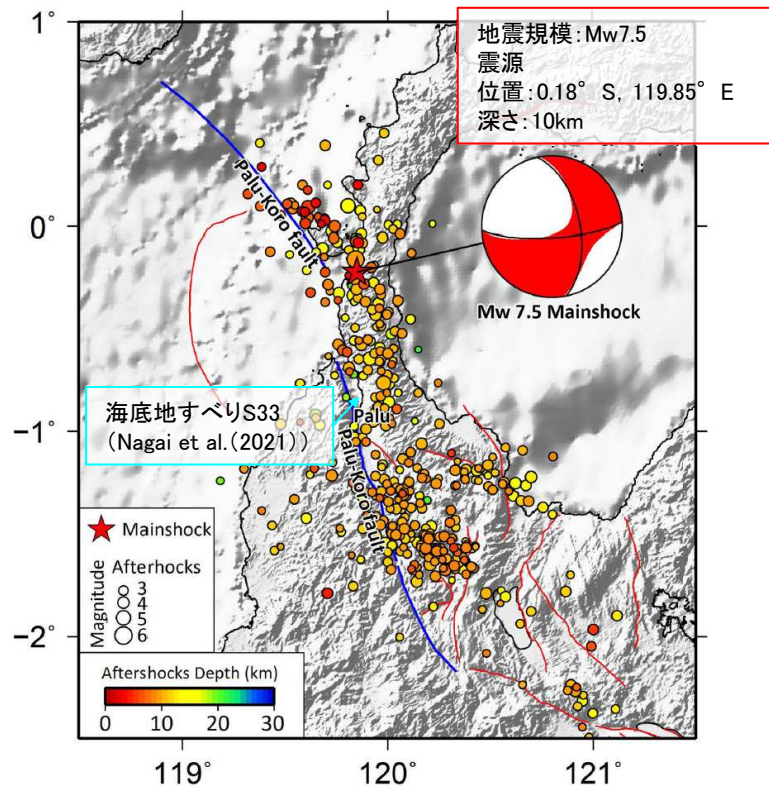 地震規模：Mw7.5
震源
位置：0.18°S, 119.85°E
深さ：10km
1°
0°
−1°
−2°
Palu-Koro fault
Mw 7.5 Mainshock
海底地すべりS33
（Nagai et al.(2021)）
Palu
Palu-Koro fault
Mainshock
Magnitude
Afterhocks
3
4
5
6
Aftershocks Depth (km)
0 10 20 30
119° 120° 121°